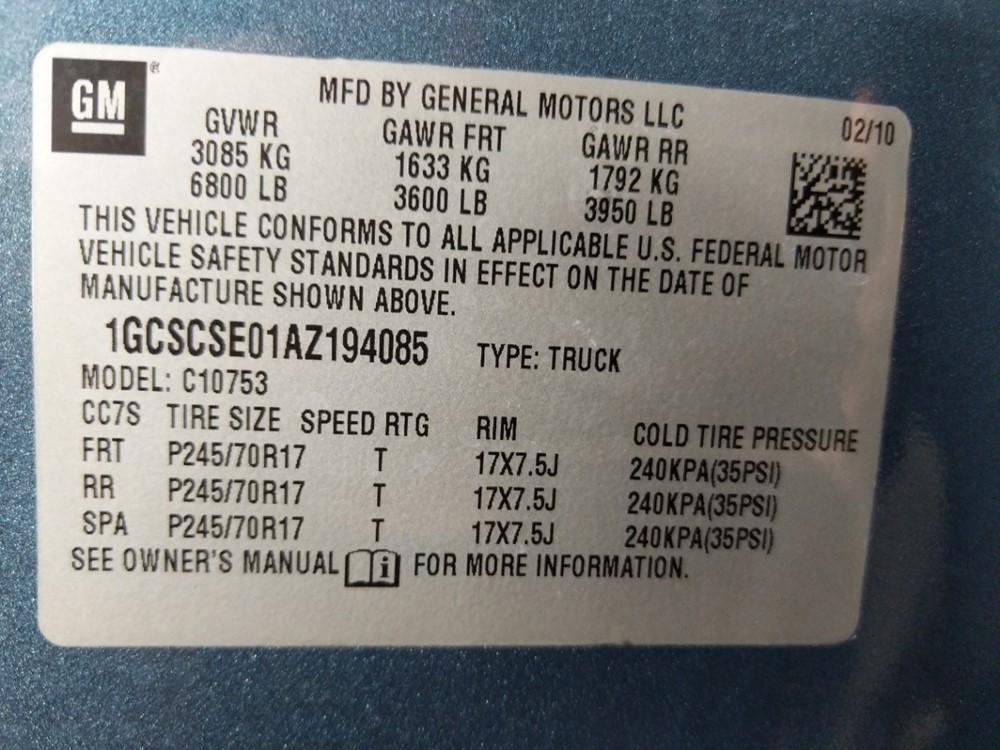 GM®
MFD BY GENERAL MOTORS LLC
02/10
GVWR GAWR FRT GAWR RR
3085 KG 1633 KG 1792 KG
6800 LB 3600 LB 3950 LB
THIS VEHICLE CONFORMS TO ALL APPLICABLE U.S. FEDERAL MOTOR
VEHICLE SAFETY STANDARDS IN EFFECT ON THE DATE OF
MANUFACTURE SHOWN ABOVE.
1GCSCSE01AZ194085 TYPE: TRUCK
MODEL: C10753
CC7S TIRE SIZE SPEED RTG RIM COLD TIRE PRESSURE
FRT P245/70R17 T 17X7.5J 240KPA(35PSI)
RR P245/70R17 T 17X7.5J 240KPA(35PSI)
SPA P245/70R17 T 17X7.5J 240KPA(35PSI)
SEE OWNER'S MANUAL i FOR MORE INFORMATION.